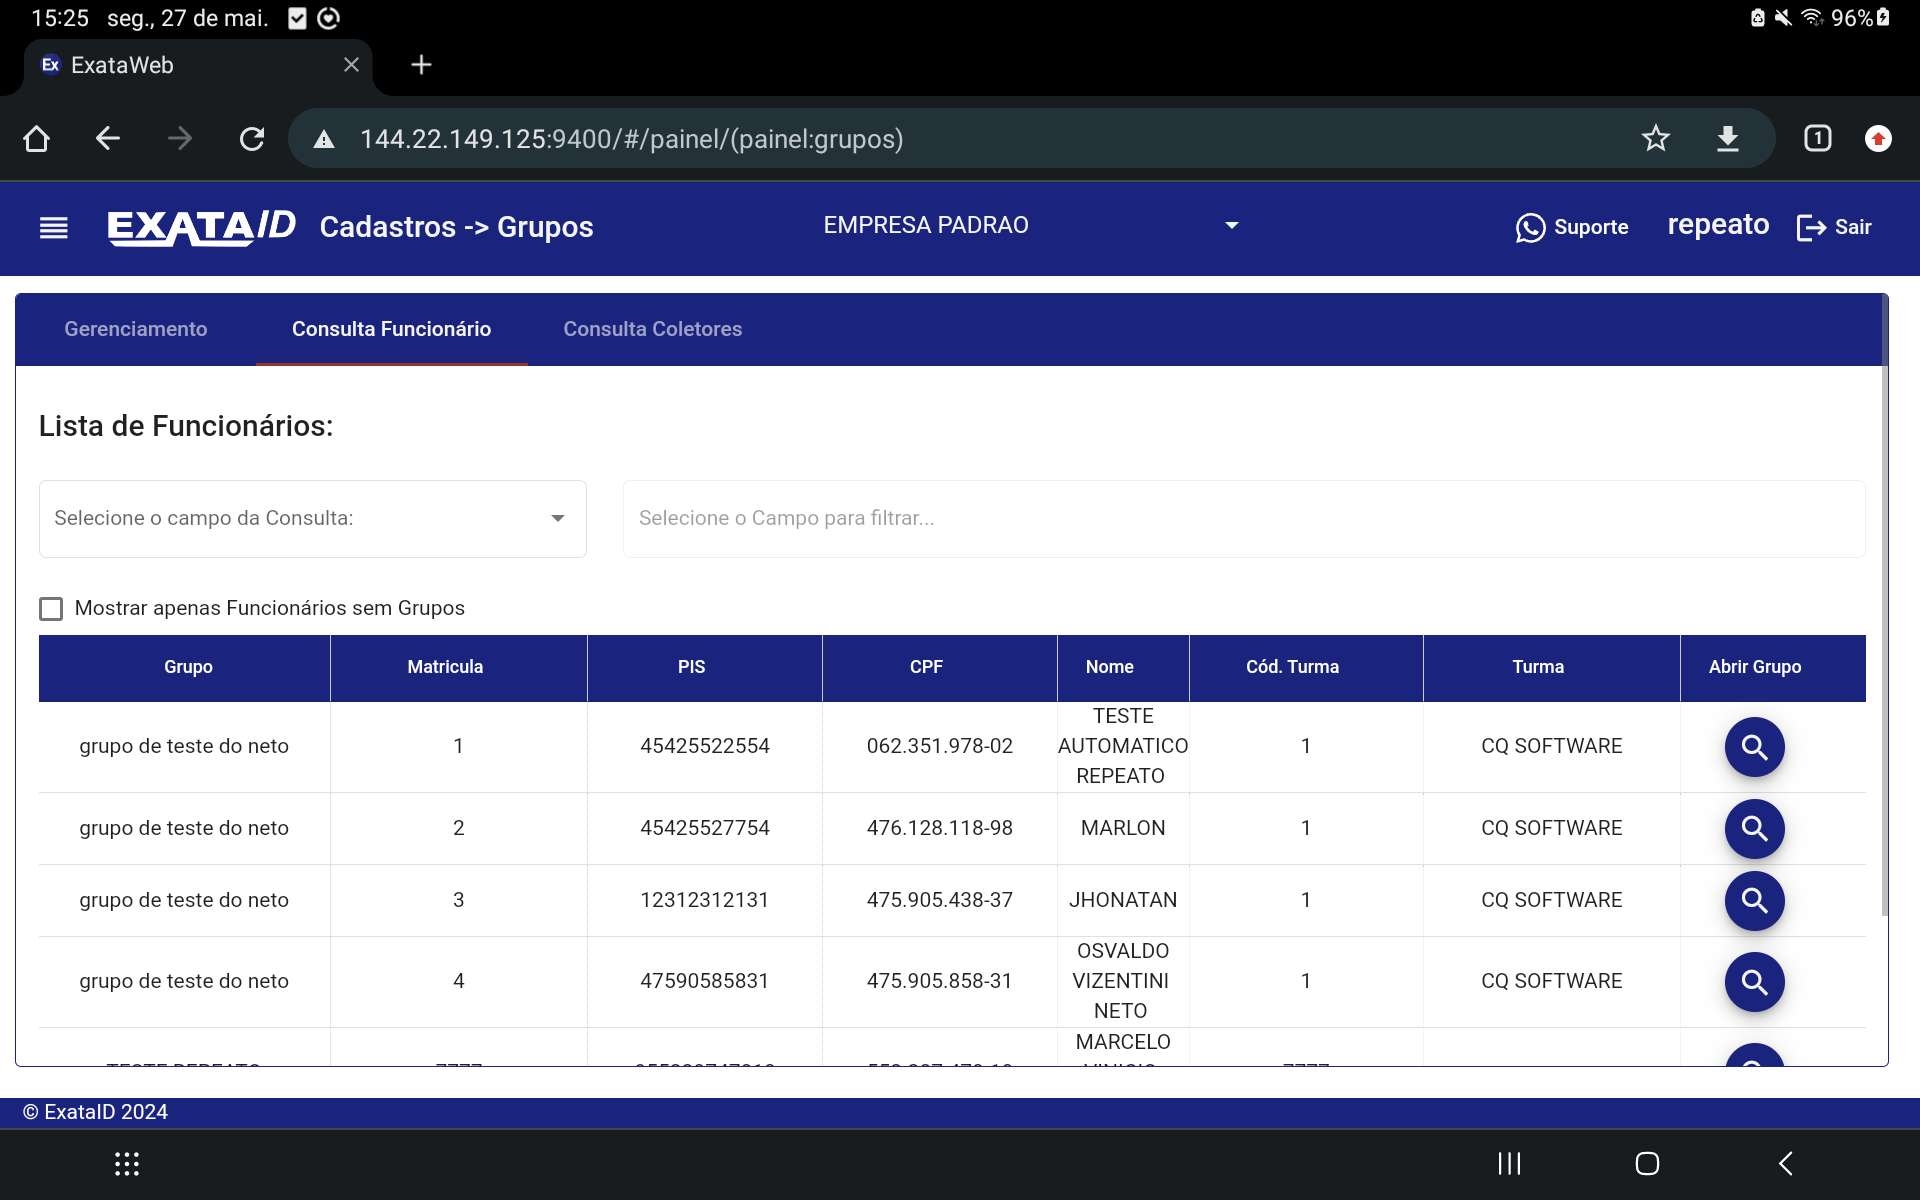 15:25 seg., 27 de mai. 96%
Ex ExataWeb
144.22.149.125:9400/#/painel/(painel:grupos) 1
EXATAID Cadastros -> Grupos EMPRESA PADRAO Suporte repeato Sair
Gerenciamento Consulta Funcionário Consulta Coletores
Lista de Funcionários:
Selecione o campo da Consulta: Selecione o Campo para filtrar...
Mostrar apenas Funcionários sem Grupos
Grupo Matricula PIS CPF Nome Cód. Turma Turma Abrir Grupo
grupo de teste do neto 1 45425522554 062.351.978-02 TESTE AUTOMATICO REPEATO 1 CQ SOFTWARE
grupo de teste do neto 2 45425527754 476.128.118-98 MARLON 1 CQ SOFTWARE
grupo de teste do neto 3 12312312131 475.905.438-37 JHONATAN 1 CQ SOFTWARE
grupo de teste do neto 4 47590585831 475.905.858-31 OSVALDO VIZENTINI NETO 1 CQ SOFTWARE
MARCELO
© ExataID 2024